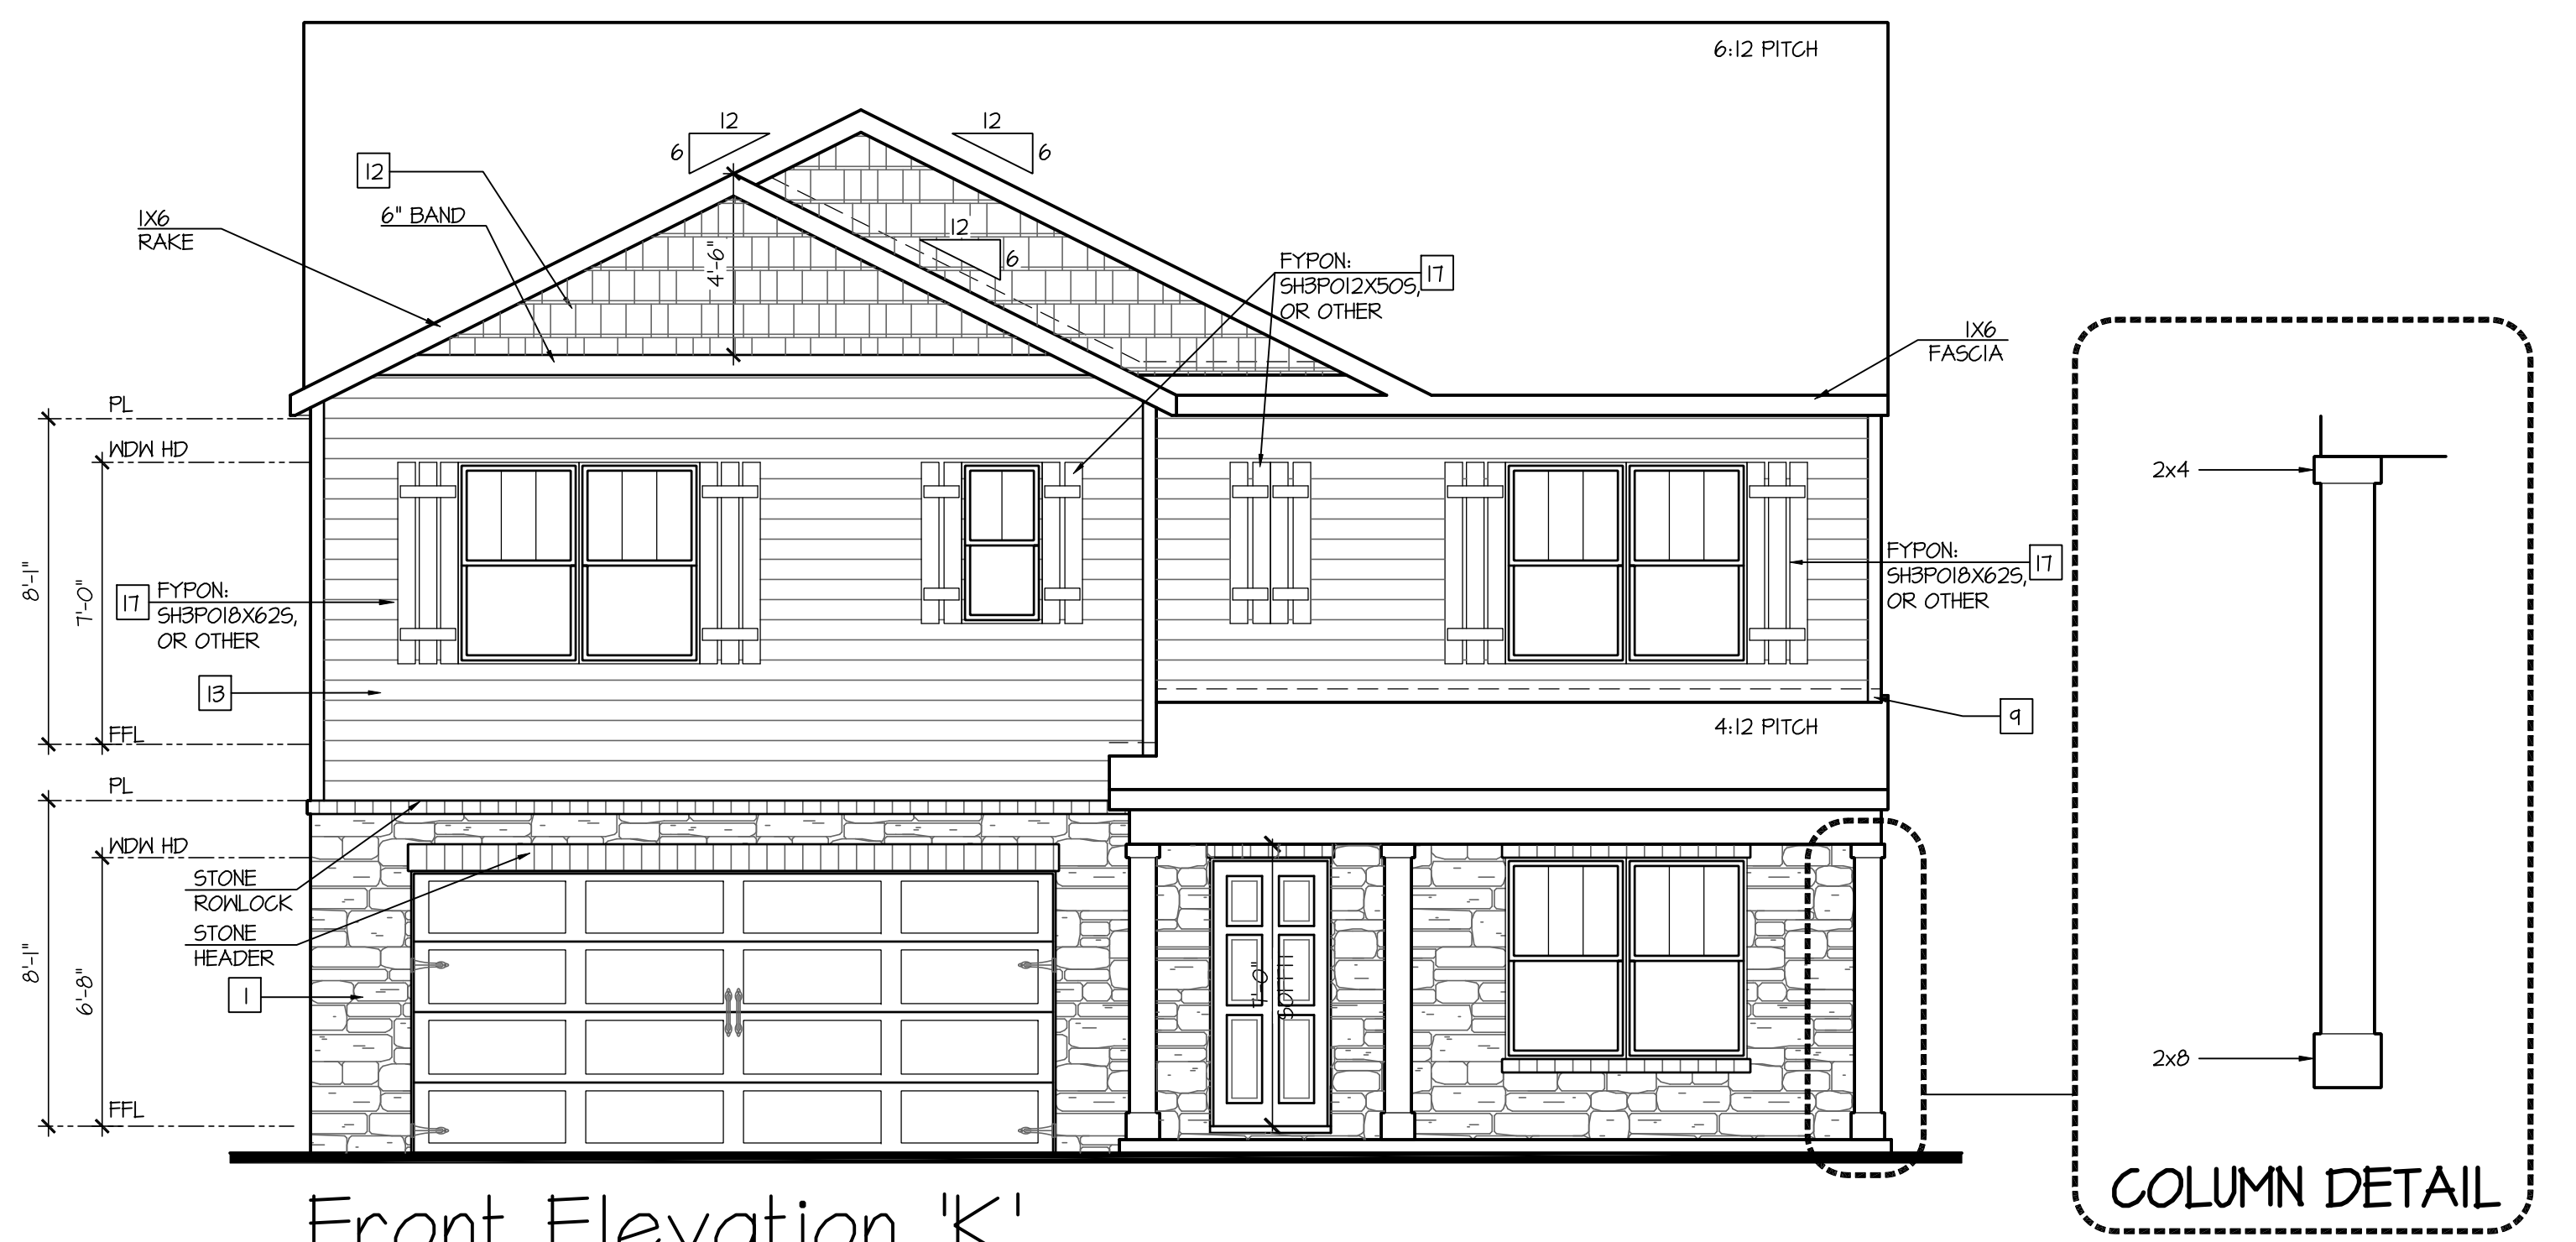 6:12 PITCH
12
6
12
6
12
6" BAND
1X6
RAKE
4'-6"
12
6
FYPON:
SH3PO12X50S,
OR OTHER
17
1X6
FASCIA
PL
WDW HD
8'-1"
7'-0"
17
FYPON:
SH3PO18X62S,
OR OTHER
FYPON:
SH3PO18X62S,
OR OTHER
17
13
FFL
9
4:12 PITCH
PL
WDW HD
STONE
ROWLOCK
STONE
HEADER
8'-1"
6'-8"
1
FFL
2x4
2x8
COLUMN DETAIL
Front Elevation 'K'